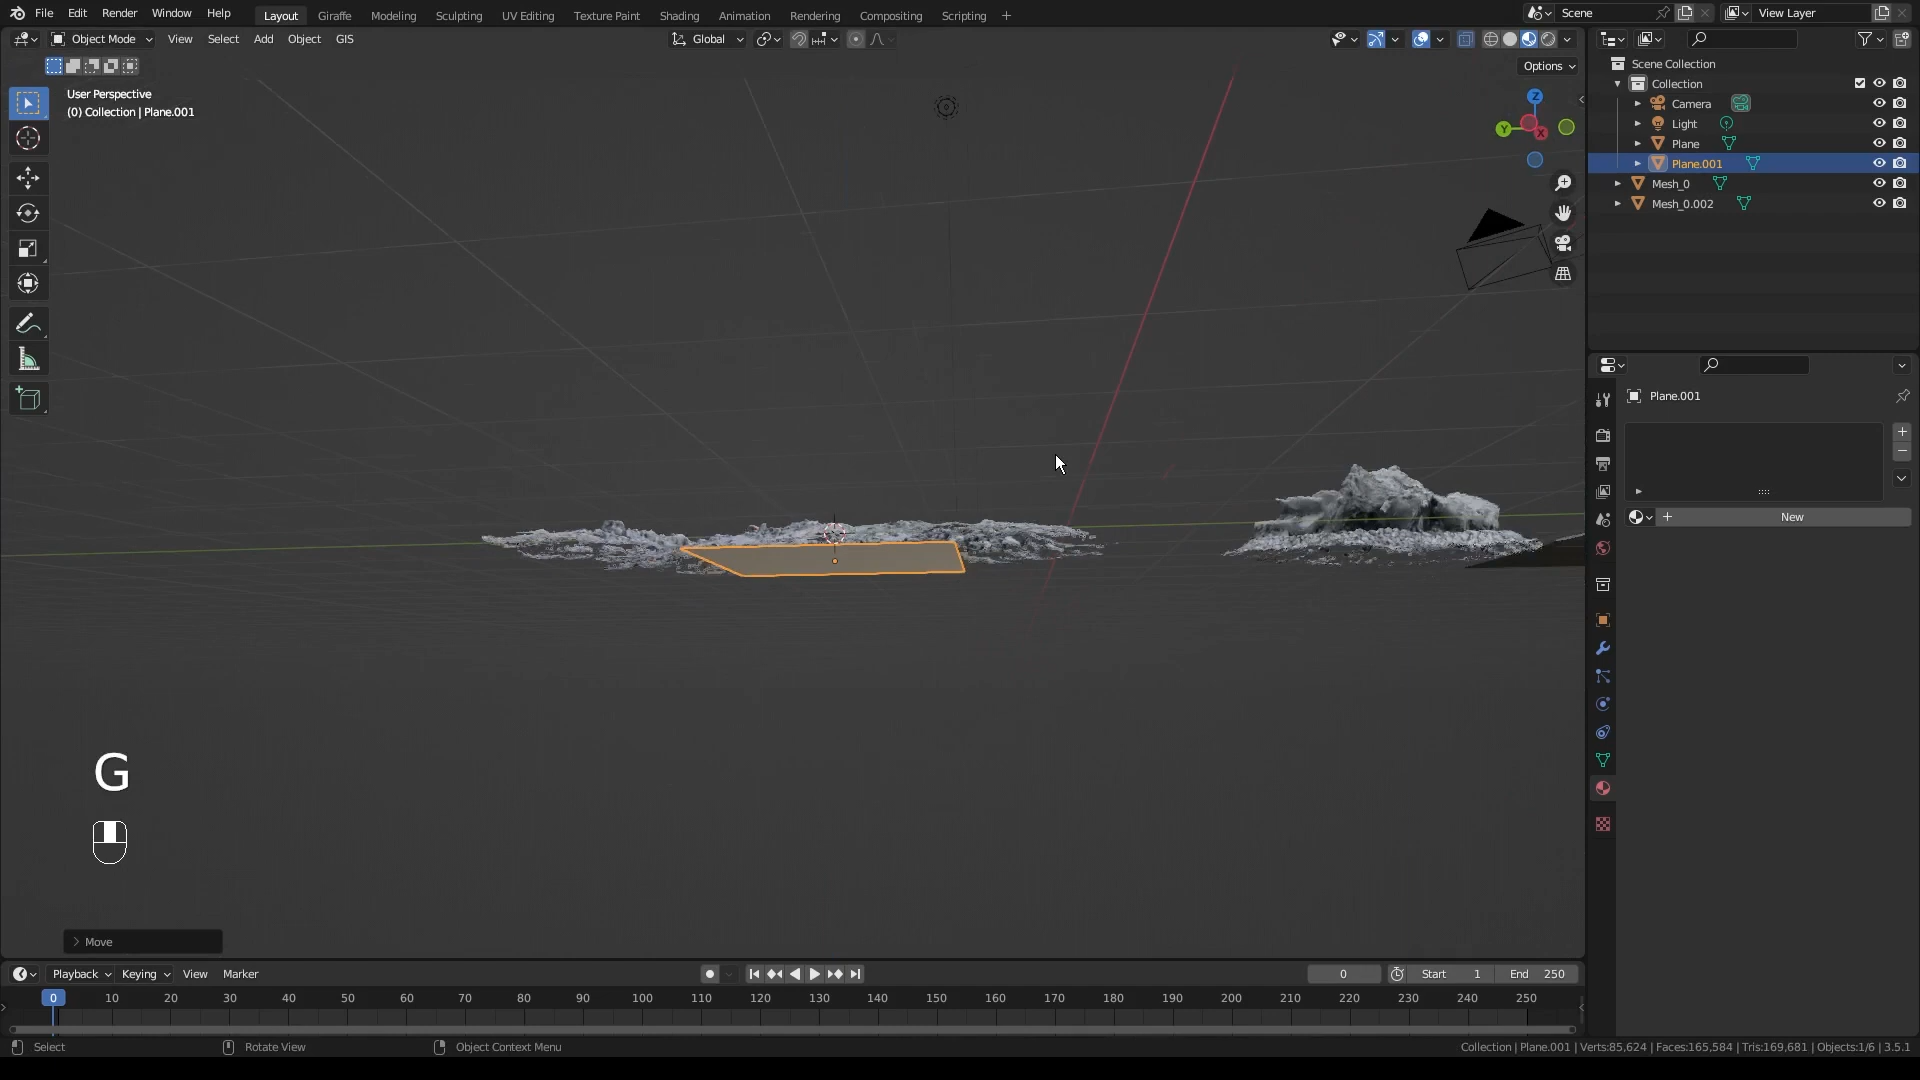 File Edit Render Window Help Layout Giraffe Modeling Sculpting UV Editing Texture Paint Shading Animation Rendering Compositing Scripting + Scene View Layer
Object Mode View Select Add Object GIS Global
Options
User Perspective
(0) Collection | Plane.001
Z
Y
X
Scene Collection
Collection
Camera
Light
Plane
Plane.001
Mesh_0
Mesh_0.002
Plane.001
New
G
Move
Playback Keying View Marker 0 Start 1 End 250
0 10 20 30 40 50 60 70 80 90 100 110 120 130 140 150 160 170 180 190 200 210 220 230 240 250
Select Rotate View Object Context Menu Collection | Plane.001 | Verts:85,624 | Faces:165,584 | Tris:169,681 | Objects:1/6 | 3.5.1